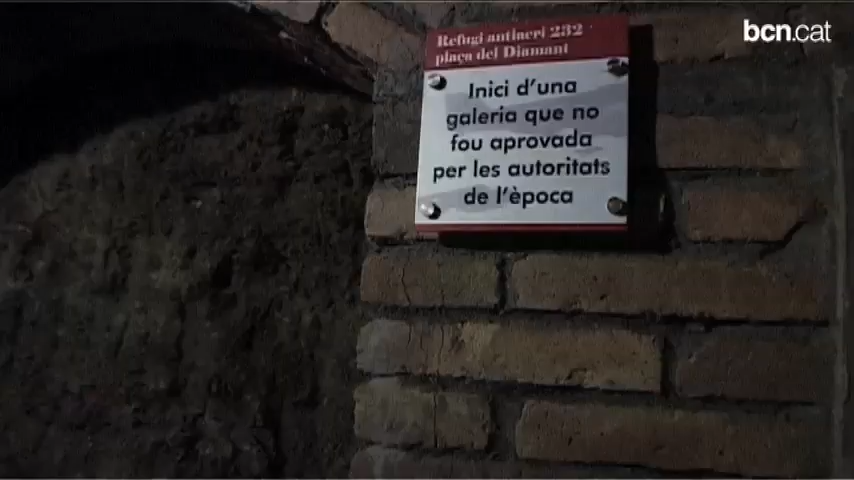 bcn.cat
Refugi antiaeri 232
plaça del Diamant
Inici d'una
galeria que no
fou aprovada
per les autoritats
de l'època